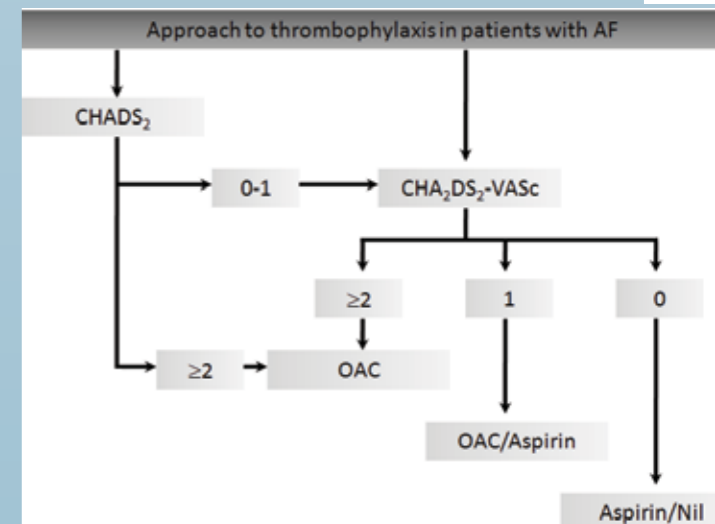 Approach to thrombophylaxis in patients with AF
CHADS₂
0-1
CHA₂DS₂-VASc
≥2
1
0
≥2
OAC
OAC/Aspirin
Aspirin/Nil